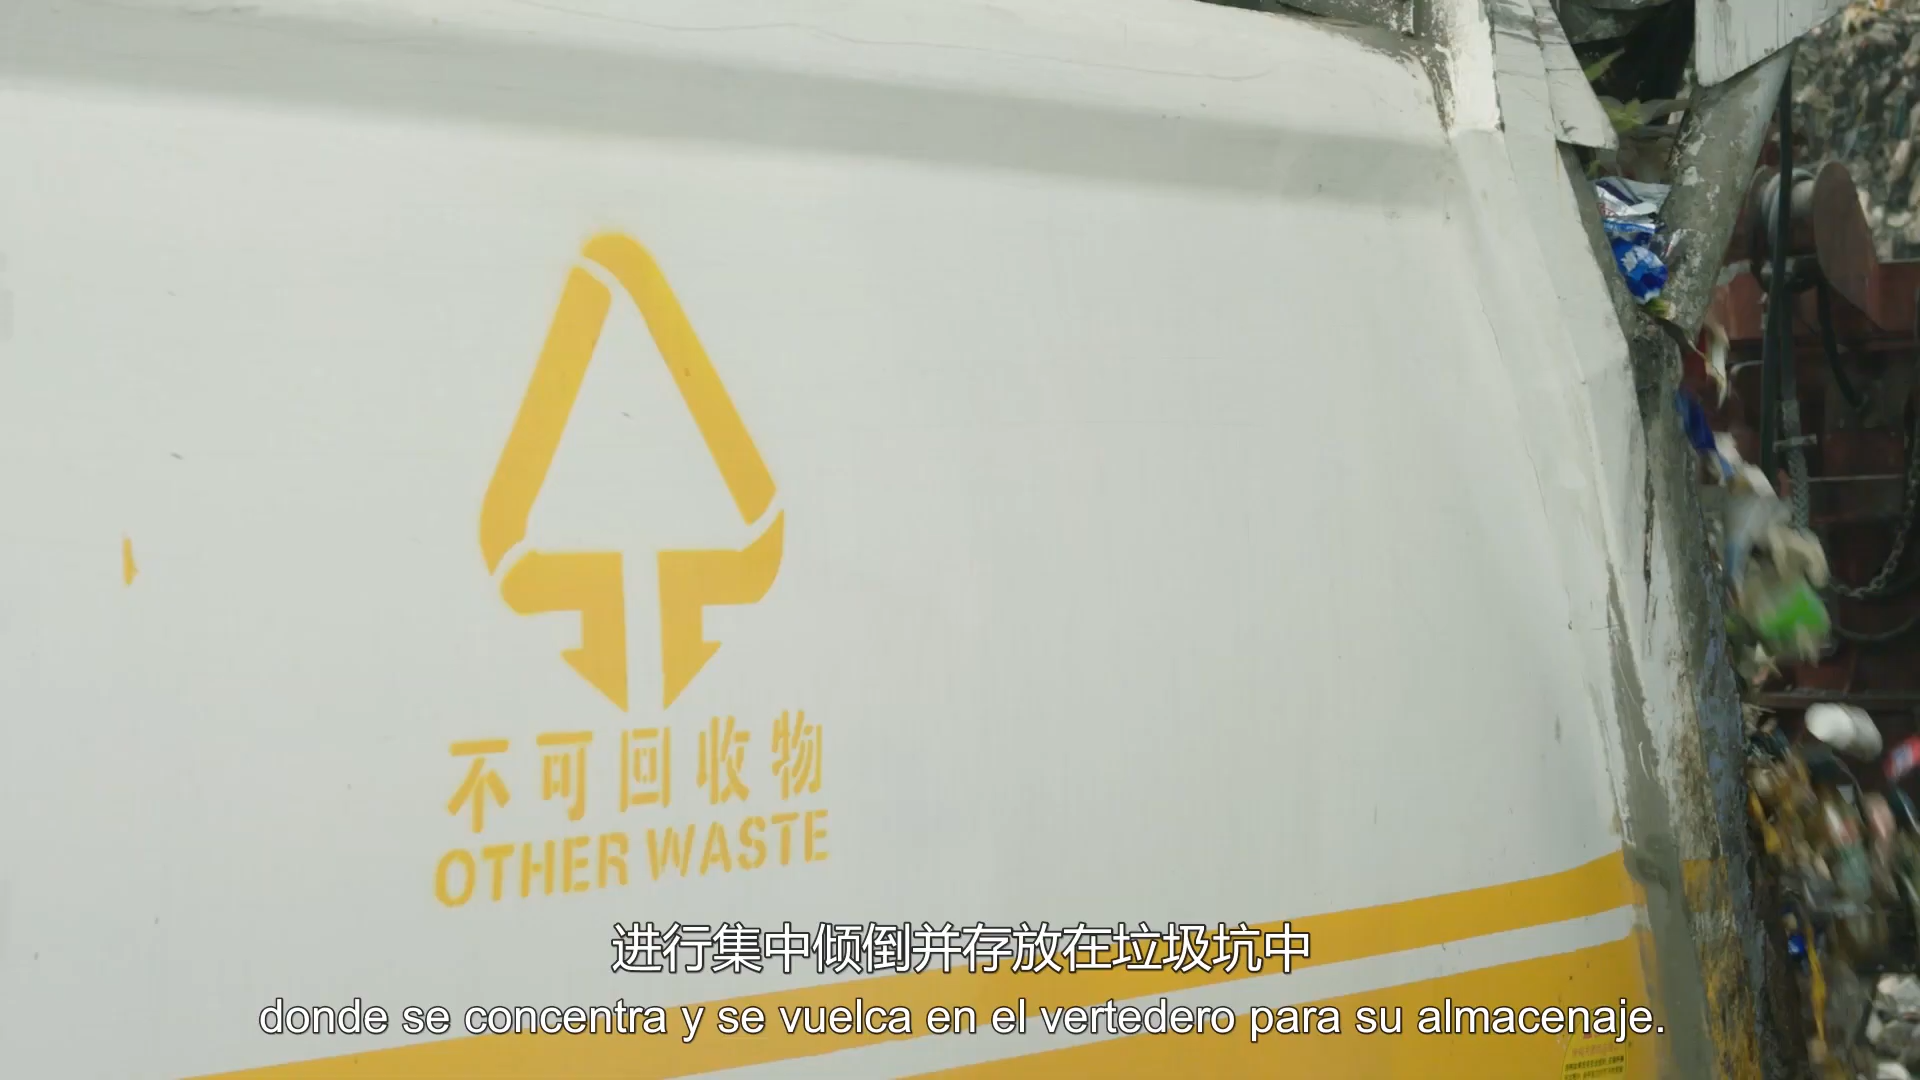 不可回收物
OTHER WASTE
进行集中倾倒并存放在垃圾坑中
donde se concentra y se vuelca en el vertedero para su almacenaje.